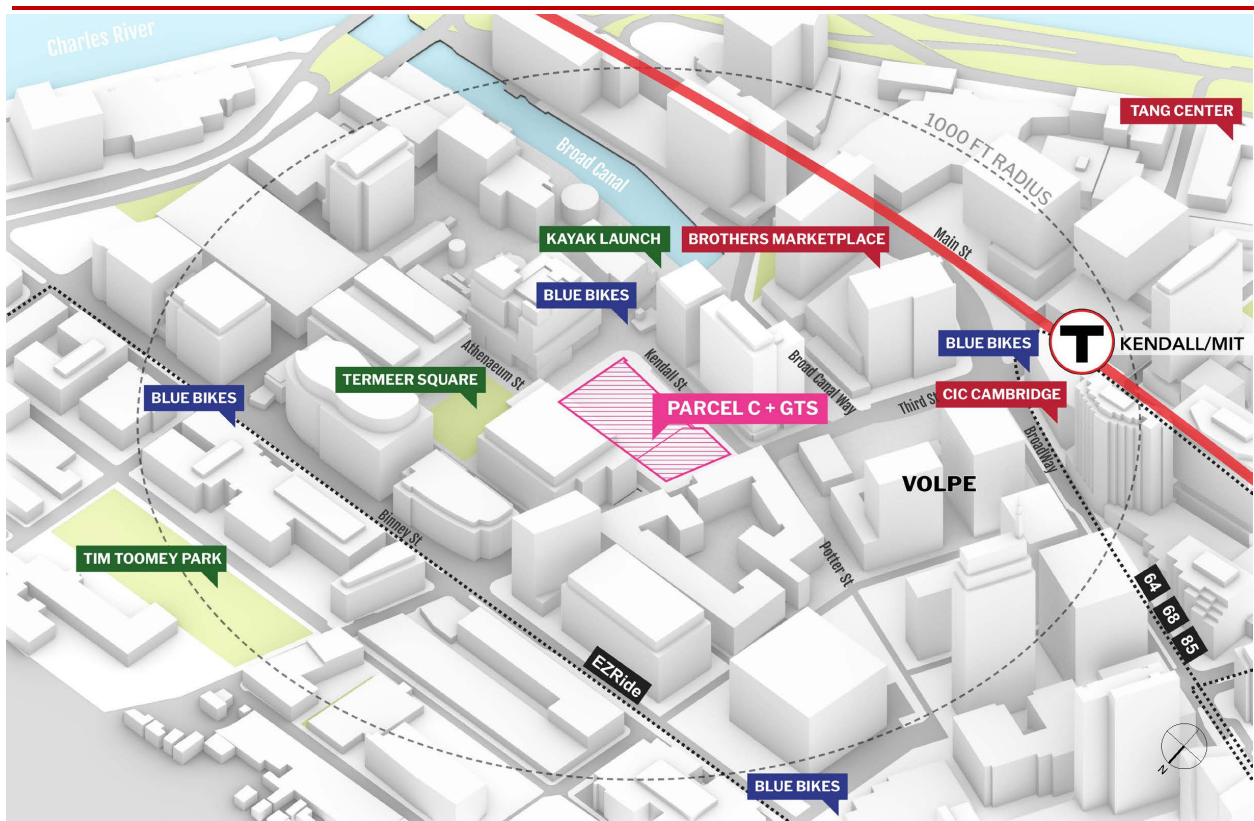 Charles River
TANG CENTER
1000 FT RADIUS
Broad Canal
KAYAK LAUNCH
BROTHERS MARKETPLACE
Main St
BLUE BIKES
BLUE BIKES
T
KENDALL/MIT
Athenaeum St
Kendall St
Broad Canal Way
TERMEER SQUARE
BLUE BIKES
PARCEL C + GTS
Third St
CIC CAMBRIDGE
BroadWay
VOLPE
Binney St
TIM TOOMEY PARK
Potter St
64
68
85
EZRide
N
BLUE BIKES